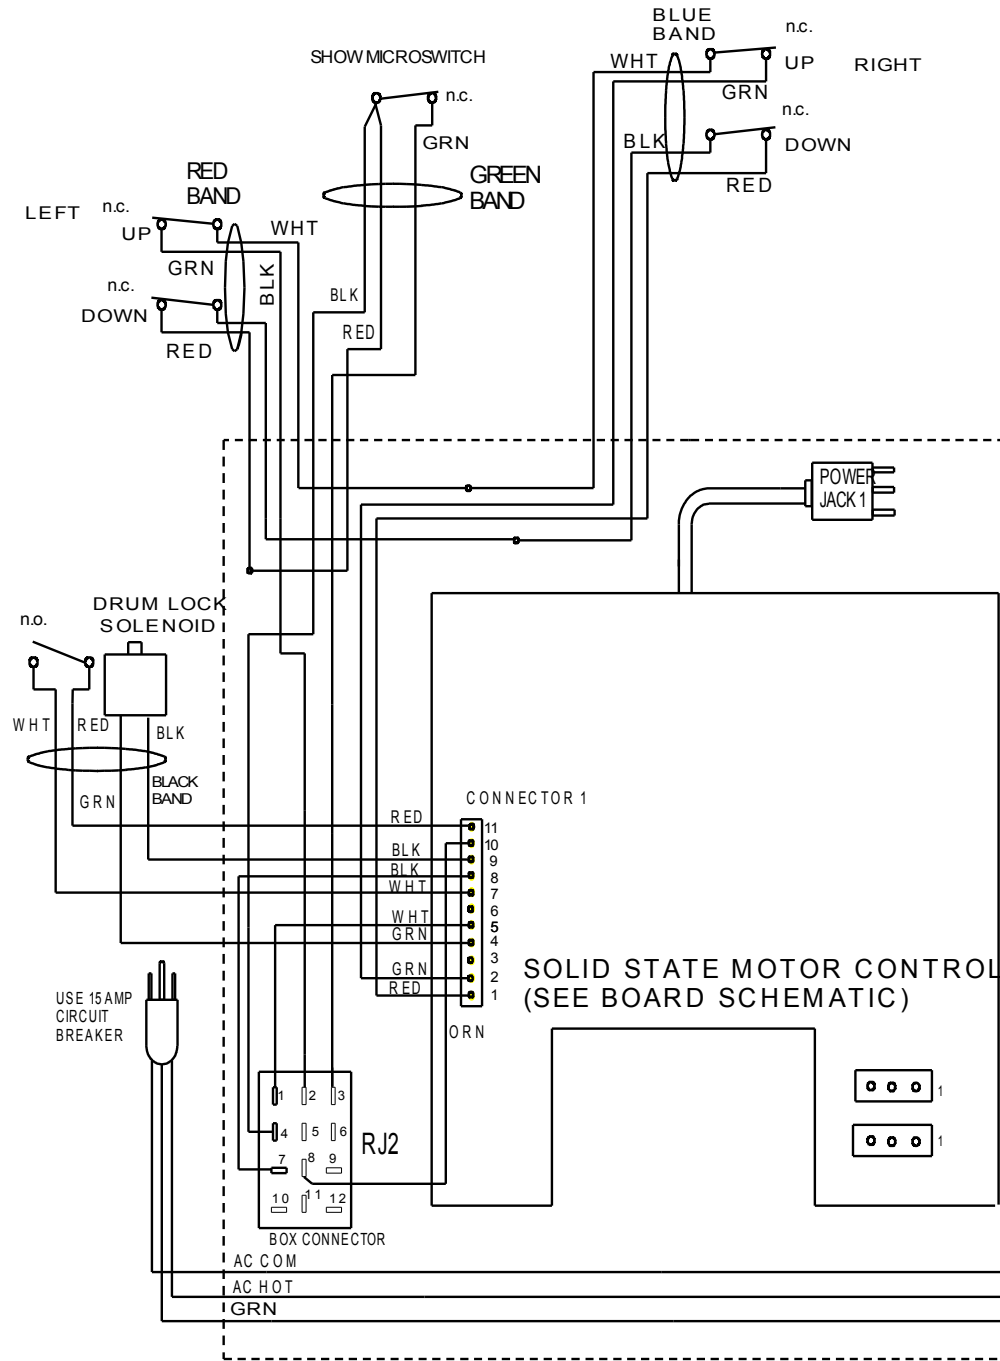 BLUE
BAND
n.c.
WHT
UP
RIGHT
SHOW MICROSWITCH
GRN
n.c.
n.c.
GRN
BLK
DOWN
RED
BAND
GREEN
BAND
RED
LEFT
n.c.
UP
WHT
GRN
BLK
n.c.
BLK
DOWN
RED
RED
POWER
JACK 1
DRUM LOCK
SOLENOID
n.o.
WHT
RED
BLK
BLACK
BAND
GRN
CONNECTOR 1
RED
11
10
BLK
9
BLK
8
WHT
7
6
WHT
5
GRN
4
3
GRN
2
RED
1
SOLID STATE MOTOR CONTROL
(SEE BOARD SCHEMATIC)
USE 15 AMP
CIRCUIT
BREAKER
ORN
1 2 3
4 5 6
RJ2
7 8 9
10 11 12
1
1
BOX CONNECTOR
AC COM
AC HOT
GRN